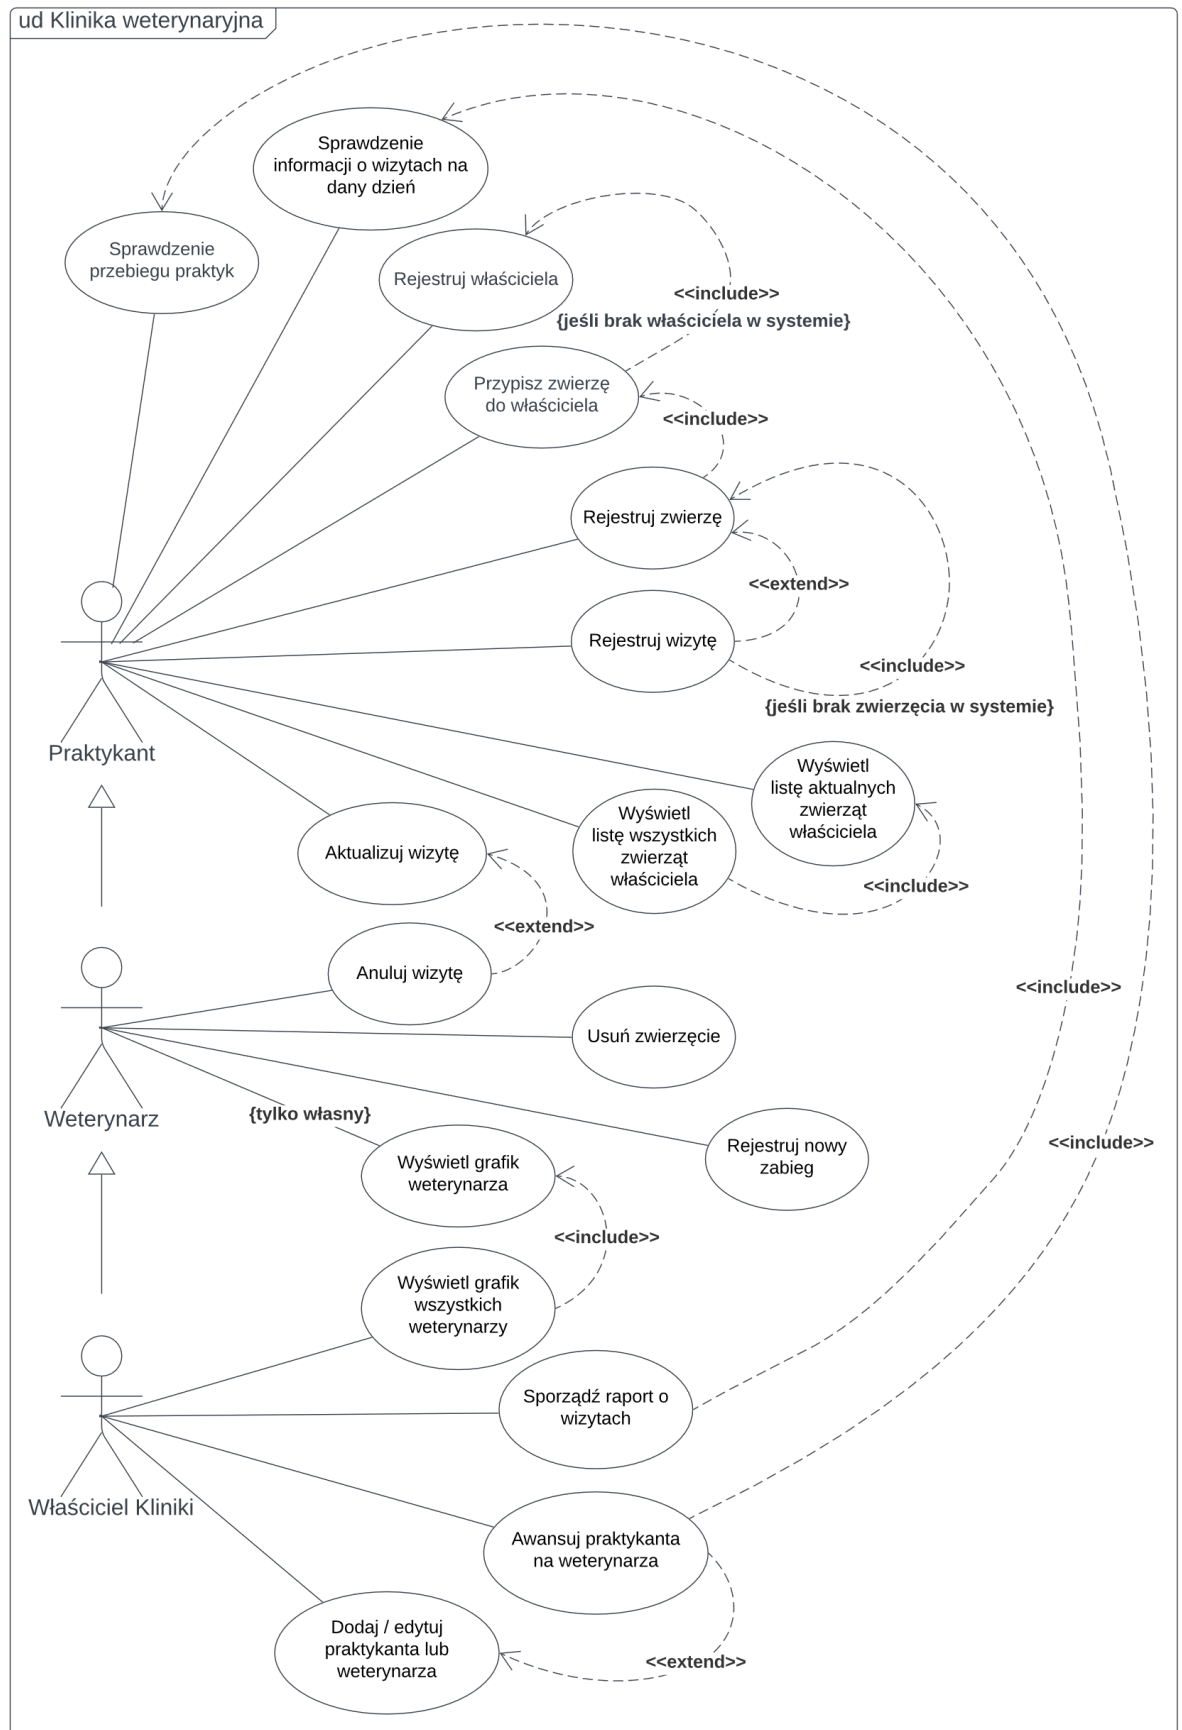 ud Klinika weterynaryjna
Sprawdzenie
informacji o wizytach na
dany dzień
Sprawdzenie
przebiegu praktyk
Rejestruj właściciela
<<include>>
{jeśli brak właściciela w systemie}
Przypisz zwierzę
do właściciela
<<include>>
Rejestruj zwierzę
<<extend>>
Rejestruj wizytę
<<include>>
{jeśli brak zwierzęcia w systemie}
Praktykant
Wyświetl
listę aktualnych
zwierząt
właściciela
Wyświetl
listę wszystkich
zwierząt
właściciela
Aktualizuj wizytę
<<include>>
<<extend>>
Anuluj wizytę
<<include>>
Usuń zwierzęcie
Weterynarz
{tylko własny}
Rejestruj nowy
zabieg
<<include>>
Wyświetl grafik
weterynarza
<<include>>
Wyświetl grafik
wszystkich
weterynarzy
Sporządź raport o
wizytach
Właściciel Kliniki
Awansuj praktykanta
na weterynarza
Dodaj / edytuj
praktykanta lub
weterynarza
<<extend>>